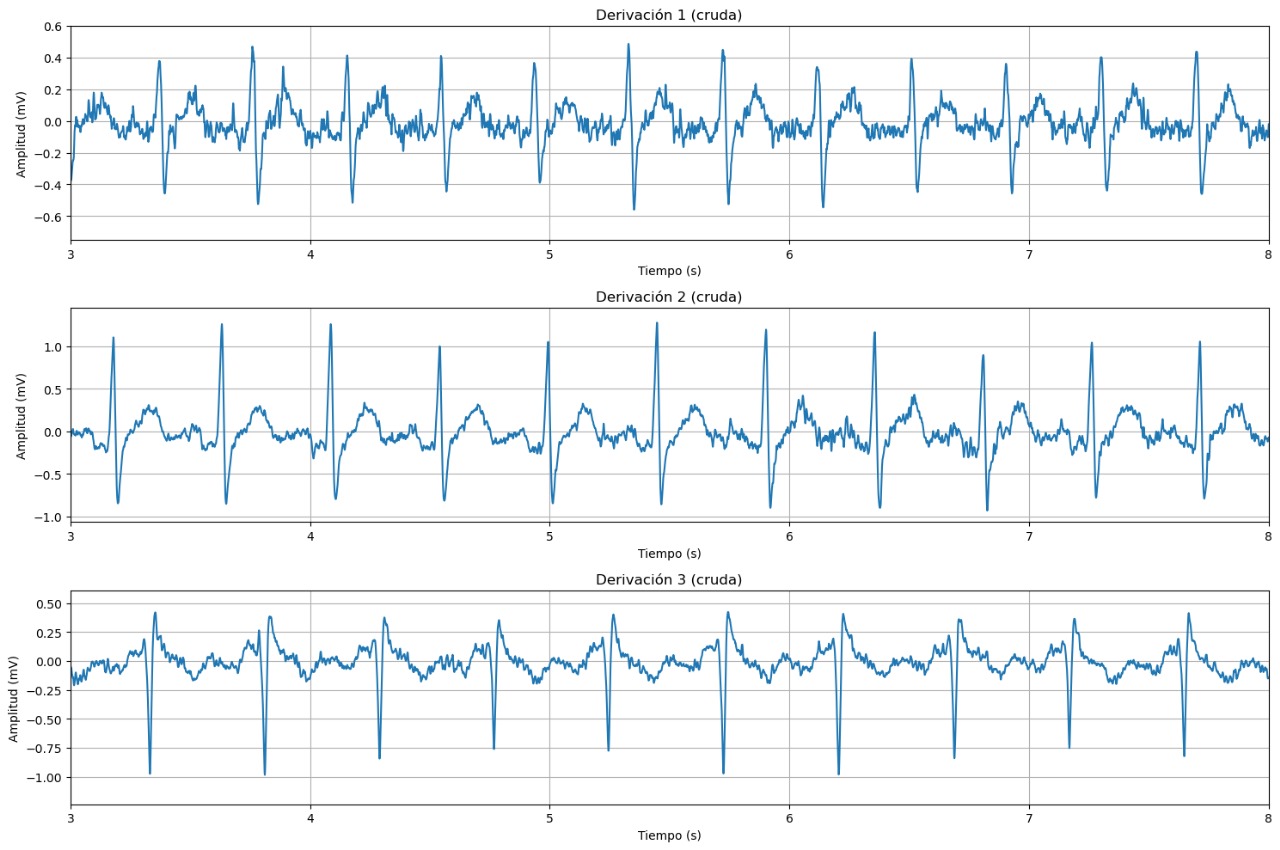 Derivación 1 (cruda)
0.6
0.4
0.2
0.0
−0.2
−0.4
−0.6
Amplitud (mV)
3 4 5 6 7 8
Tiempo (s)
Derivación 2 (cruda)
1.0
0.5
0.0
−0.5
−1.0
Amplitud (mV)
3 4 5 6 7 8
Tiempo (s)
Derivación 3 (cruda)
0.50
0.25
0.00
−0.25
−0.50
−0.75
−1.00
Amplitud (mV)
3 4 5 6 7 8
Tiempo (s)